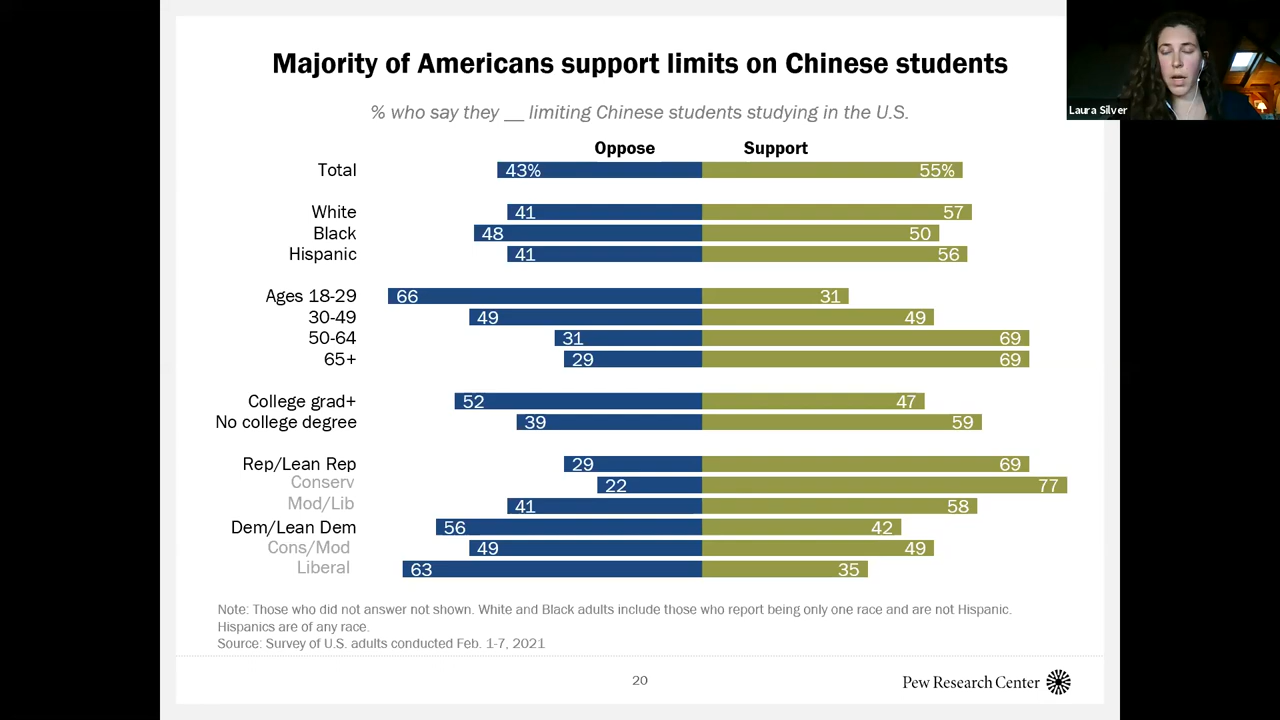 Majority of Americans support limits on Chinese students
Laura Silver
% who say they __ limiting Chinese students studying in the U.S.
Oppose Support
Total 43% 55%
White 41 57
Black 48 50
Hispanic 41 56
Ages 18-29 66 31
30-49 49 49
50-64 31 69
65+ 29 69
College grad+ 52 47
No college degree 39 59
Rep/Lean Rep 29 69
Conserv 22 77
Mod/Lib 41 58
Dem/Lean Dem 56 42
Cons/Mod 49 49
Liberal 63 35
Note: Those who did not answer not shown. White and Black adults include those who report being only one race and are not Hispanic.
Hispanics are of any race.
Source: Survey of U.S. adults conducted Feb. 1-7, 2021
20
Pew Research Center